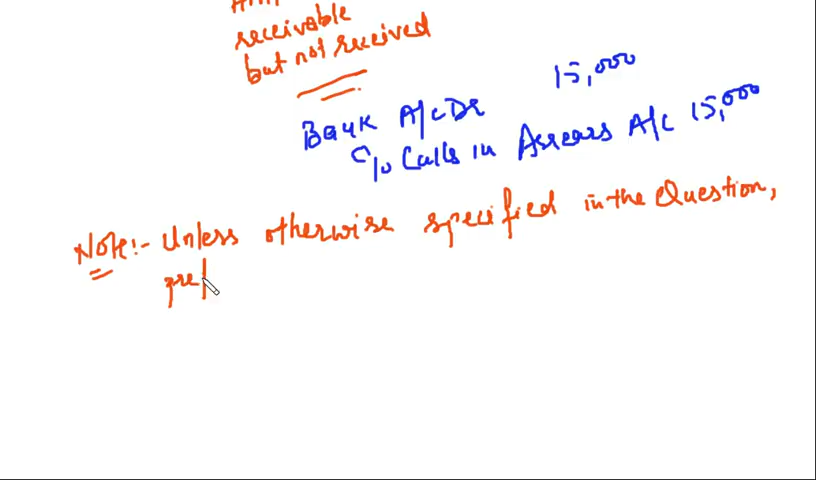 receivable
but not received
Bank A/c Dr 15,000
To Calls in Arrears A/c 15,000
Note:- Unless otherwise specified in the Question,
pref